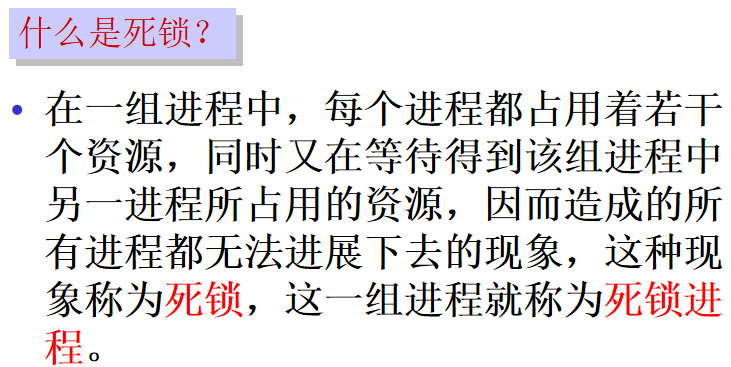 什么是死锁？
• 在一组进程中，每个进程都占用着若干
个资源，同时又在等待得到该组进程中
另一进程所占用的资源，因而造成的所
有进程都无法进展下去的现象，这种现
象称为死锁，这一组进程就称为死锁进
程。